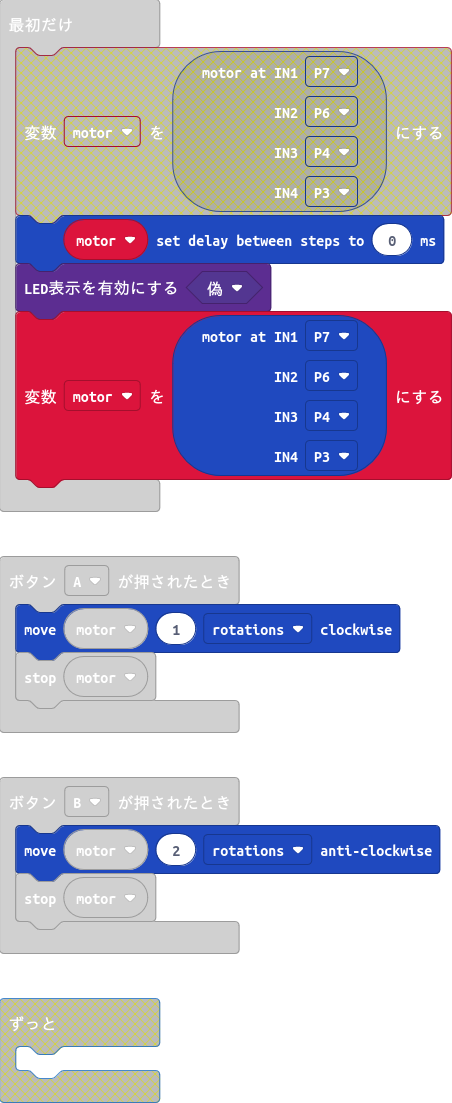 最初だけ
motor at IN1 P7
IN2 P6
変数 motor を にする
IN3 P4
IN4 P3
motor set delay between steps to 0 ms
LED表示を有効にする 偽
motor at IN1 P7
IN2 P6
変数 motor を にする
IN3 P4
IN4 P3
ボタン A が押されたとき
move motor 1 rotations clockwise
stop motor
ボタン B が押されたとき
move motor 2 rotations anti-clockwise
stop motor
ずっと